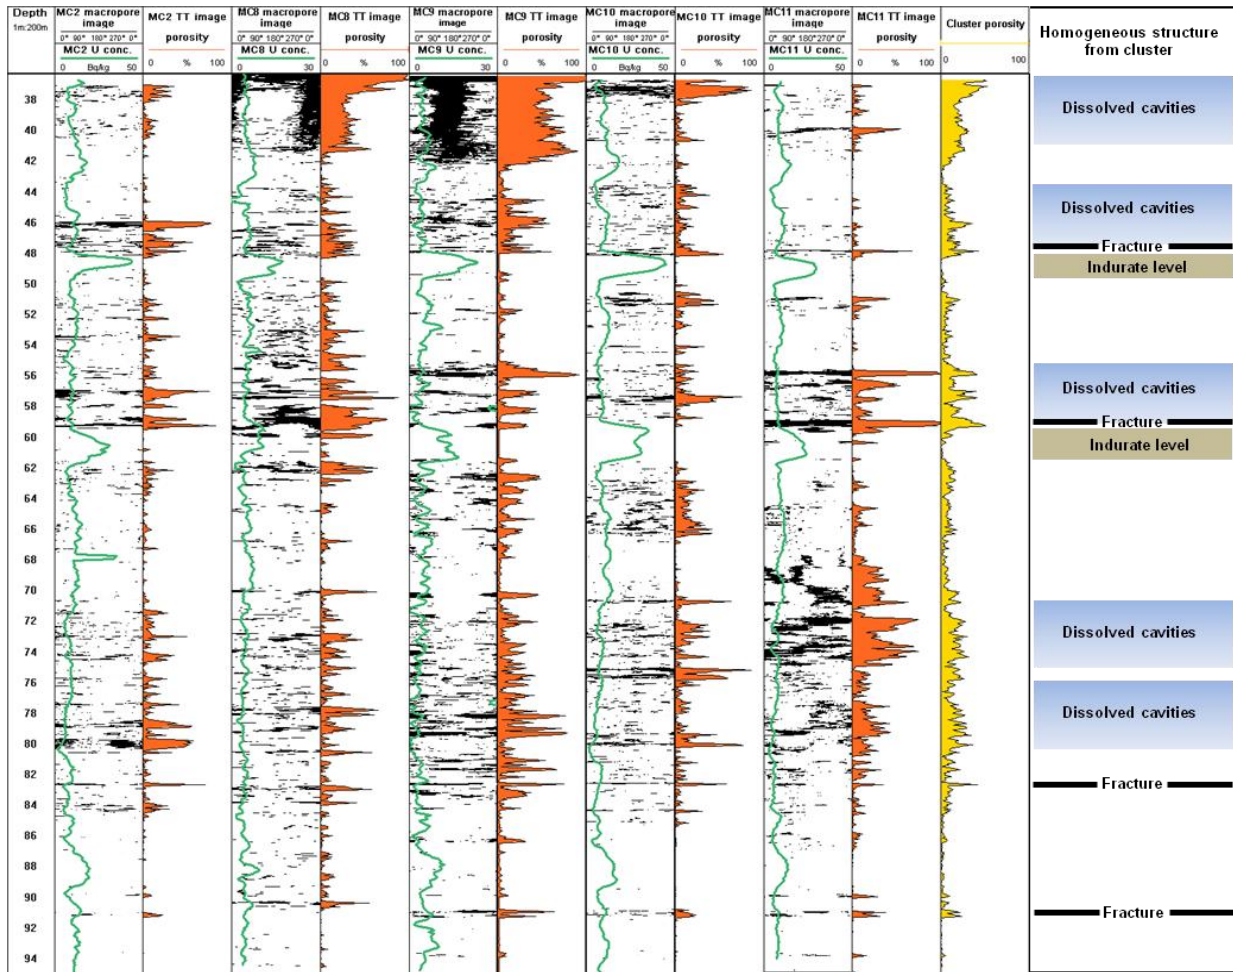 Depth
1m:200m
MC2 macropore image
0° 90° 180° 270° 0°
MC2 U conc.
0 Bq/kg 50
MC2 TT image
porosity
%
MC8 macropore image
0° 90° 180° 270° 0°
MC8 U conc.
0 30
MC8 TT image
porosity
0 % 100
MC9 macropore image
0° 90° 180° 270° 0°
MC9 U conc.
0 30
MC9 TT image
porosity
0 % 100
MC10 macropore image
0° 90° 180° 270° 0°
MC10 U conc.
0 Bq/kg 50
MC10 TT image
porosity
0 % 100
MC11 macropore image
0° 90° 180° 270° 0°
MC11 U conc.
0 50
MC11 TT image
porosity
0 % 100
Cluster porosity
0 100
Homogeneous structure
from cluster
38
40
42
44
46
48
50
52
54
56
58
60
62
64
66
68
70
72
74
76
78
80
82
84
86
88
90
92
94
Dissolved cavities
Dissolved cavities
Fracture
Indurate level
Dissolved cavities
Fracture
Indurate level
Dissolved cavities
Dissolved cavities
Fracture
Fracture